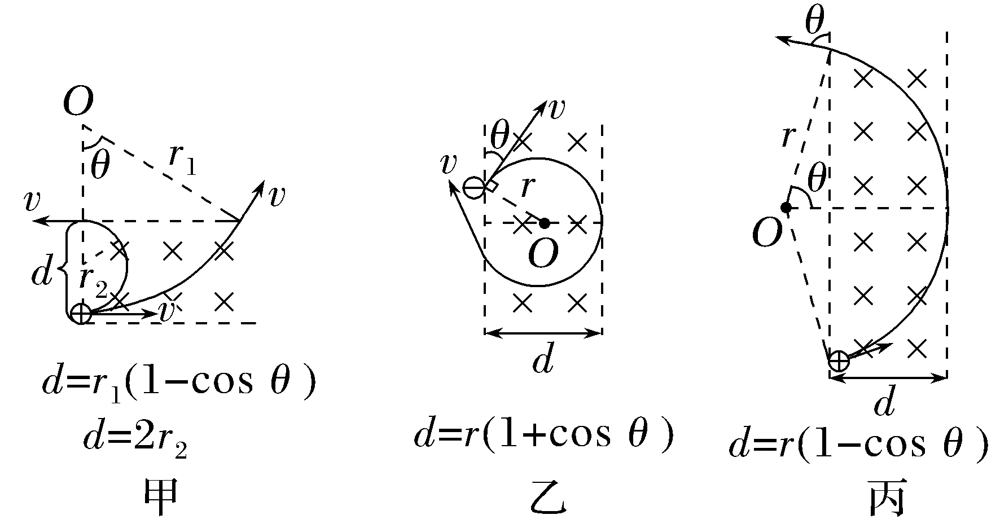 O
θ
r₁
v
v
d
r₂
v
d=r₁(1−cos θ)
d=2r₂
甲
v
θ
v
r
O
d
d=r(1+cos θ)
乙
θ
r
θ
O
d
d=r(1−cos θ)
丙